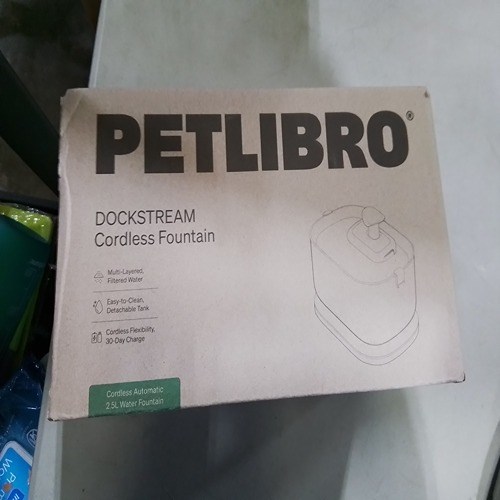 PETLIBRO®
DOCKSTREAM
Cordless Fountain
Multi-Layered,
Filtered Water
Easy-to-Clean,
Detachable Tank
Cordless Flexibility,
30-Day Charge
Cordless Automatic
2.5L Water Fountain